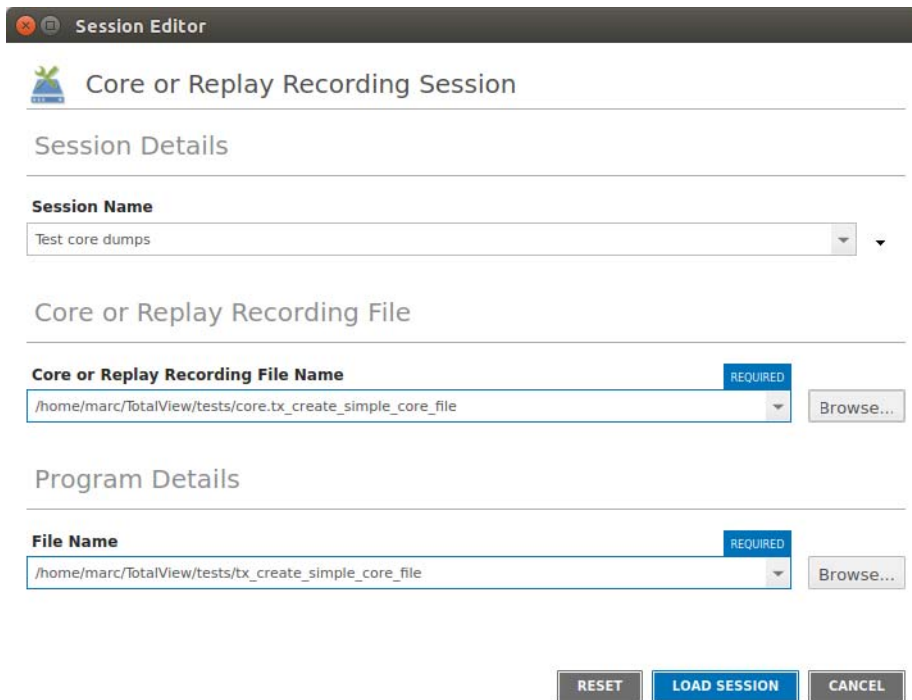 Session Editor
Core or Replay Recording Session
Session Details
Session Name
Test core dumps
Core or Replay Recording File
Core or Replay Recording File Name REQUIRED
/home/marc/TotalView/tests/core.tx_create_simple_core_file Browse...
Program Details
File Name REQUIRED
/home/marc/TotalView/tests/tx_create_simple_core_file Browse...
RESET LOAD SESSION CANCEL